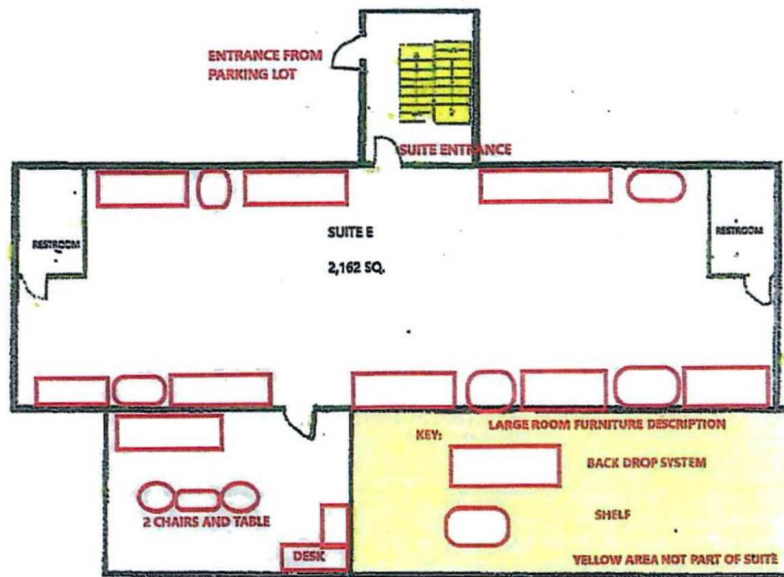 ENTRANCE FROM
PARKING LOT
SUITE ENTRANCE
RESTROOM
SUITE E
2,162 SQ.
RESTROOM
LARGE ROOM FURNITURE DESCRIPTION
KEY:
BACK DROP SYSTEM
2 CHAIRS AND TABLE
SHELF
DESK
YELLOW AREA NOT PART OF SUITE